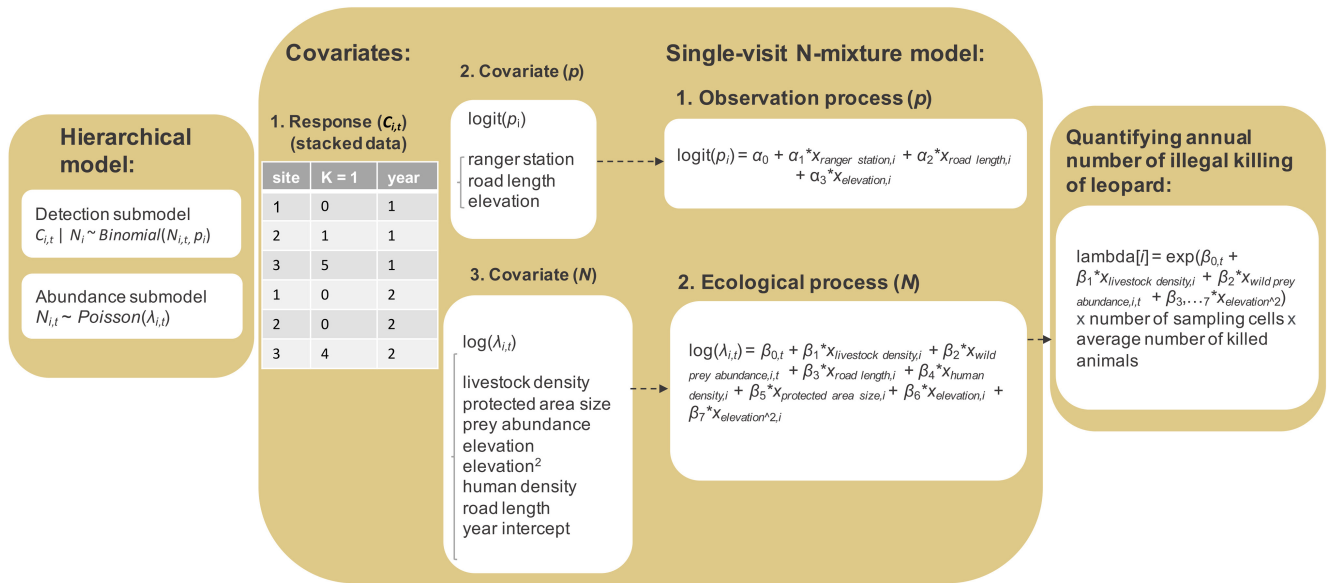 Hierarchical
model:
Detection submodel
C_{i,t} | N_i ~ Binomial(N_{i,t,} p_i)
Abundance submodel
N_{i,t} ~ Poisson(λ_{i,t})
Covariates:
1. Response (C_{i,t})
(stacked data)
site K = 1 year
1 0 1
2 1 1
3 5 1
1 0 2
2 0 2
3 4 2
2. Covariate (p)
logit(p_i)
ranger station
road length
elevation
3. Covariate (N)
log(λ_{i,t})
livestock density
protected area size
prey abundance
elevation
elevation²
human density
road length
year intercept
Single-visit N-mixture model:
1. Observation process (p)
logit(p_i) = α_0 + α_1*x_{ranger station,i} + α_2*x_{road length,i}
+ α_3*x_{elevation,i}
2. Ecological process (N)
log(λ_{i,t}) = β_{0,t} + β_1*x_{livestock density,i} + β_2*x_{wild
prey abundance,i,t} + β_3*x_{road length,i} + β_4*x_{human
density,i} + β_5*x_{protected area size,i} + β_6*x_{elevation,i} +
β_7*x_{elevation^2,i}
Quantifying annual
number of illegal killing
of leopard:
lambda[i] = exp(β_{0,t} +
β_1*x_{livestock density,i} + β_2*x_{wild prey
abundance,i,t} + β_{3,…7}*x_{elevation^2})
x number of sampling cells x
average number of killed
animals